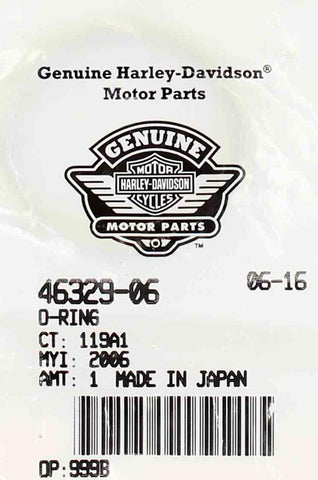 Genuine Harley-Davidson®
Motor Parts
GENUINE
MOTOR
HARLEY-DAVIDSON
CYCLES
MOTOR PARTS
™
46329-06 06-16
O-RING
CT: 119A1
MYI: 2006
AMT: 1 MADE IN JAPAN
OP:999B